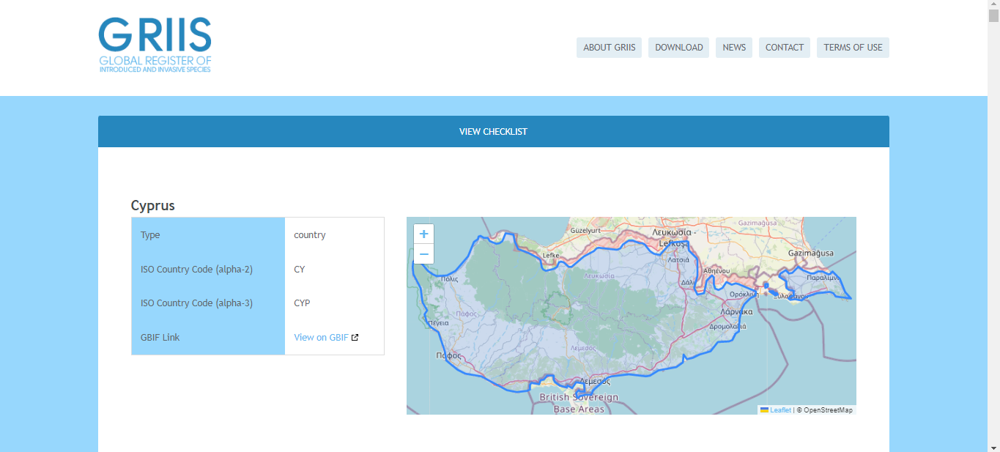 GRIIS
GLOBAL REGISTER OF
INTRODUCED AND INVASIVE SPECIES
ABOUT GRIIS
DOWNLOAD
NEWS
CONTACT
TERMS OF USE
VIEW CHECKLIST
Cyprus
Type
country
ISO Country Code (alpha-2)
CY
ISO Country Code (alpha-3)
CYP
GBIF Link
View on GBIF
+
−
Gazimağusa
Güzelyurt
Λευκωσία -
Lefkoşa
Lefke
Gazimağusa
Λατσιά
Αθηένου
Λευκωσία
Πόλις
Δάλι
Παραλίμνι
Ορόκλινη
Ξυλοφάγου
Πάφος
Λάρνακα
Πέγεια
Δρομολαξιά
Λεμεσός
Πάφος
Λεμεσός
British Sovereign
Base Areas
Leaflet | © OpenStreetMap